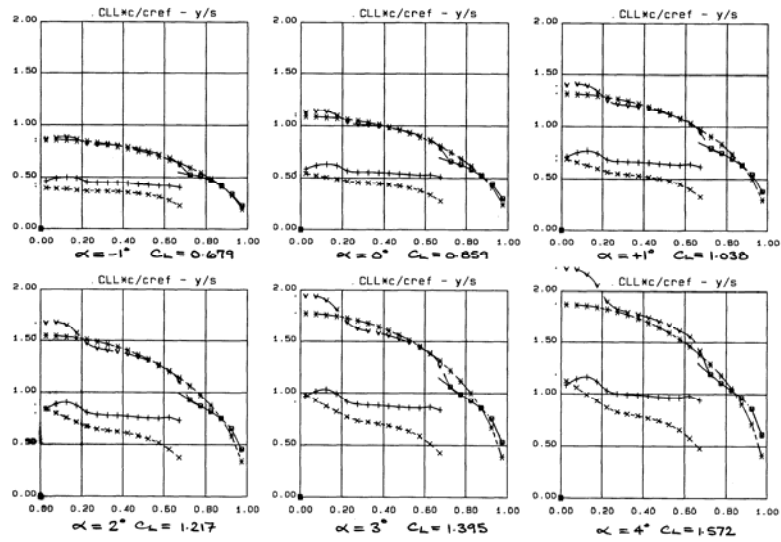 CLL*c/cref - y/s
2.00
1.50
1.00
0.50
0.00
0.00 0.20 0.40 0.60 0.80 1.00
α = -1° CL = 0.679
CLL*c/cref - y/s
2.00
1.50
1.00
0.50
0.00
0.00 0.20 0.40 0.60 0.80 1.00
α = 0° CL = 0.859
CLL*c/cref - y/s
2.00
1.50
1.00
0.50
0.00
0.00 0.20 0.40 0.60 0.80 1.00
α = +1° CL = 1.038
CLL*c/cref - y/s
2.00
1.50
1.00
0.50
0.00
0.00 0.20 0.40 0.60 0.80 1.00
α = 2° CL = 1.217
CLL*c/cref - y/s
2.00
1.50
1.00
0.50
0.00
0.00 0.20 0.40 0.60 0.80 1.00
α = 3° CL = 1.395
CLL*c/cref - y/s
2.00
1.50
1.00
0.50
0.00
0.00 0.20 0.40 0.60 0.80 1.00
α = 4° CL = 1.572